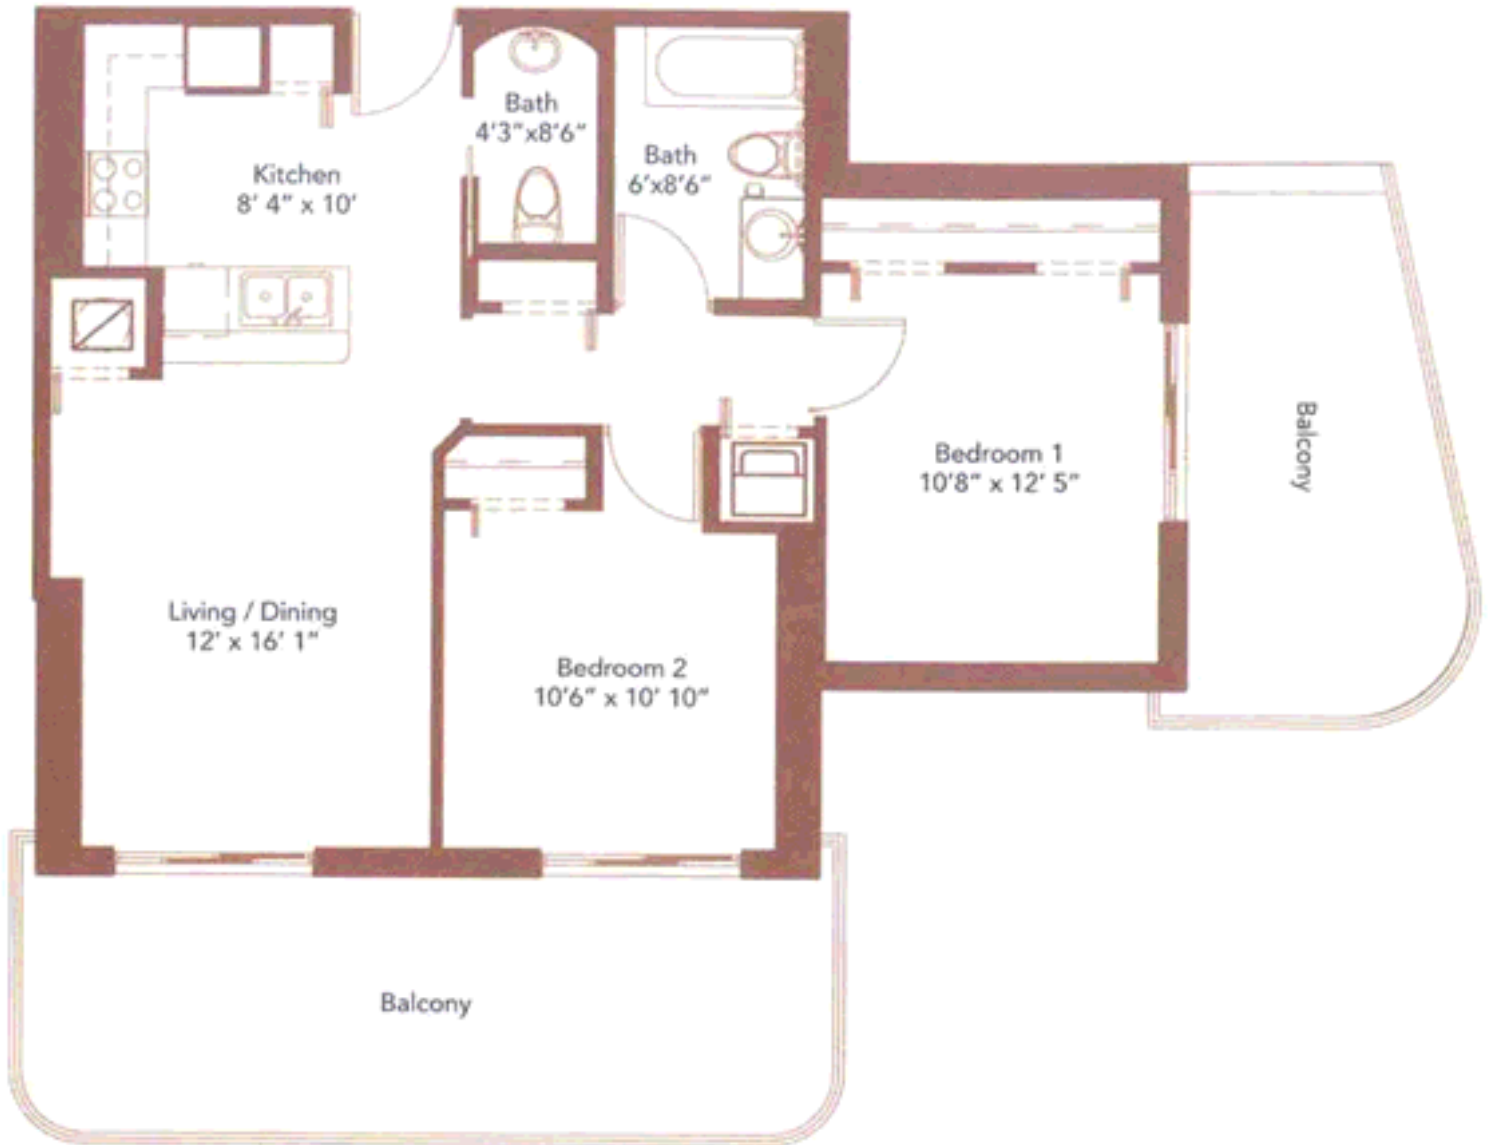 Bath
4'3"x8'6"
Bath
6'x8'6"
Kitchen
8' 4" x 10'
Bedroom 1
10'8" x 12' 5"
Balcony
Living / Dining
12' x 16' 1"
Bedroom 2
10'6" x 10' 10"
Balcony